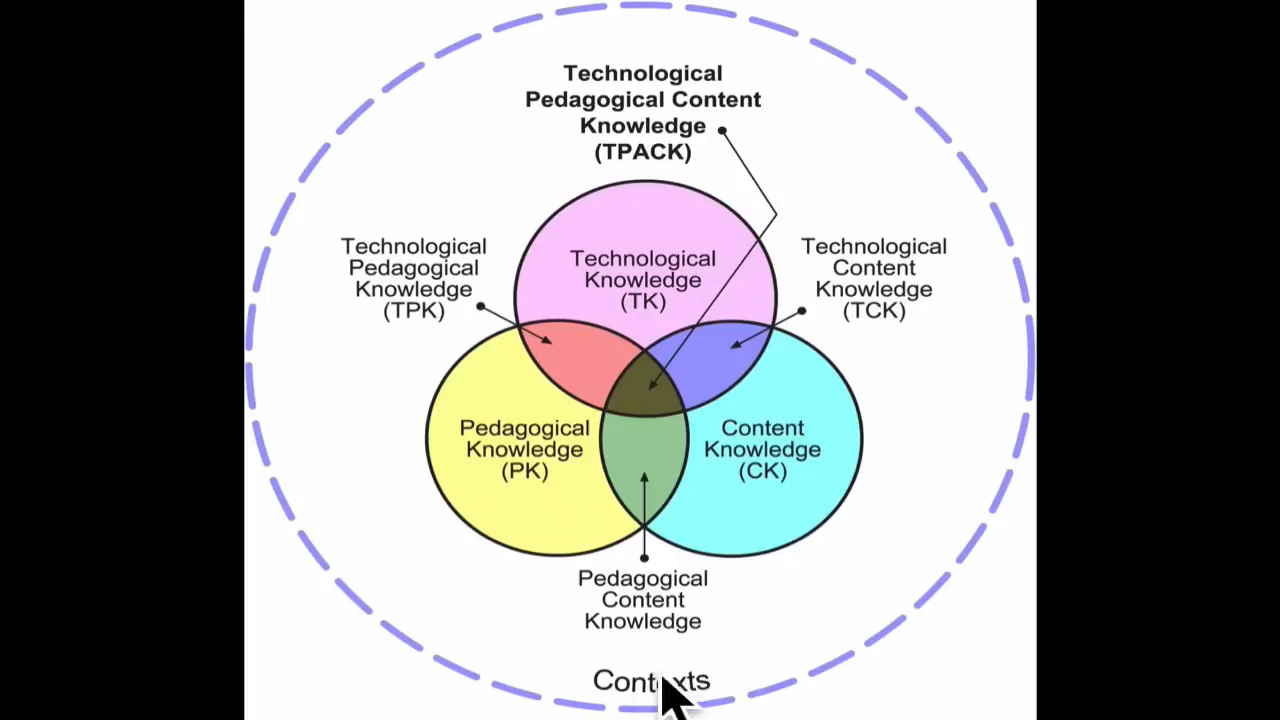 Technological
Pedagogical Content
Knowledge
(TPACK)
Technological
Pedagogical
Knowledge
(TPK)
Technological
Knowledge
(TK)
Technological
Content
Knowledge
(TCK)
Pedagogical
Knowledge
(PK)
Content
Knowledge
(CK)
Pedagogical
Content
Knowledge
Contexts